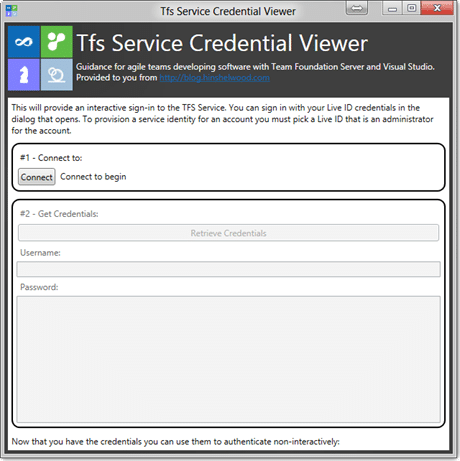 Tfs Service Credential Viewer
Tfs Service Credential Viewer
Guidance for agile teams developing software with Team Foundation Server and Visual Studio.
Provided to you from http://blog.hinshelwood.com
This will provide an interactive sign-in to the TFS Service. You can sign in with your Live ID credentials in the
dialog that opens. To provision a service identity for an account you must pick a Live ID that is an administrator
for the account.
#1 - Connect to:
Connect Connect to begin
#2 - Get Credentials:
Retrieve Credentials
Username:
Password:
Now that you have the credentials you can use them to authenticate non-interactively: